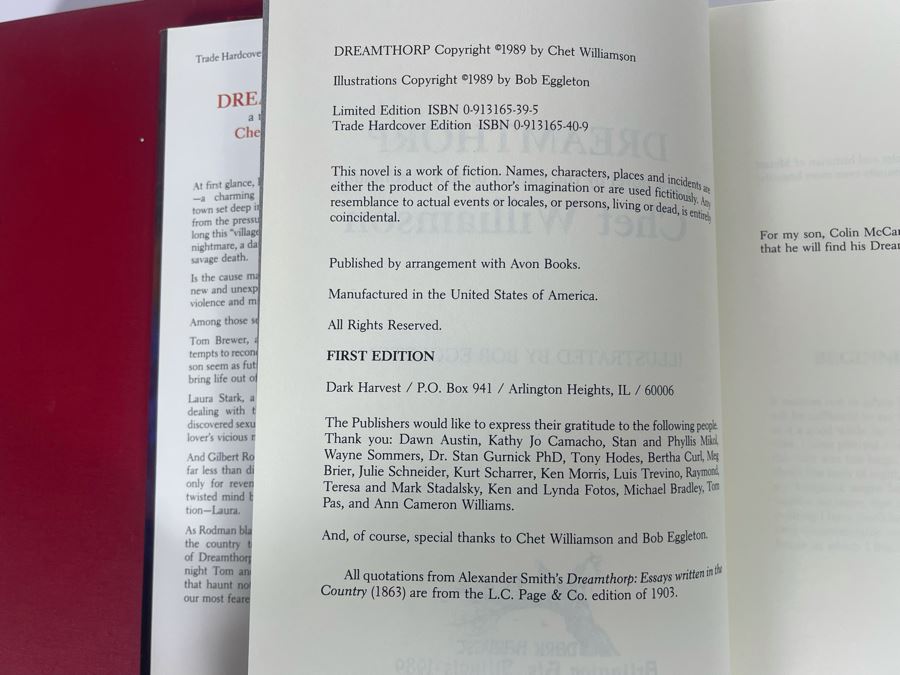 Trade Hardcove
DRE
a
Che
At first glance,
—a charming
town set deep i
from the pressu
long this "village
nightmare, a da
savage death.
Is the cause ma
new and unexp
violence and m
Among those se
Tom Brewer, a
tempts to recon
son seem as fut
bring life out o
Laura Stark, a
dealing with t
discovered sexu
lover's vicious
And Gilbert Ro
far less than di
only for reven
twisted mind b
tion—Laura.
As Rodman bla
the country t
of Dreamthorp
night Tom an
that haunt no
our most feare
DREAMTHORP Copyright ©1989 by Chet Williamson
Illustrations Copyright ©1989 by Bob Eggleton
Limited Edition ISBN 0-913165-39-5
Trade Hardcover Edition ISBN 0-913165-40-9
This novel is a work of fiction. Names, characters, places and incidents are
either the product of the author's imagination or are used fictitiously. Any
resemblance to actual events or locales, or persons, living or dead, is entirely
coincidental.
Published by arrangement with Avon Books.
Manufactured in the United States of America.
All Rights Reserved.
FIRST EDITION
Dark Harvest / P.O. Box 941 / Arlington Heights, IL / 60006
The Publishers would like to express their gratitude to the following people.
Thank you: Dawn Austin, Kathy Jo Camacho, Stan and Phyllis Mikol,
Wayne Sommers, Dr. Stan Gurnick PhD, Tony Hodes, Bertha Curl, Meg
Brier, Julie Schneider, Kurt Scharrer, Ken Morris, Luis Trevino, Raymond,
Teresa and Mark Stadalsky, Ken and Lynda Fotos, Michael Bradley, Tom
Pas, and Ann Cameron Williams.
And, of course, special thanks to Chet Williamson and Bob Eggleton.
All quotations from Alexander Smith's Dreamthorp: Essays written in the
Country (1863) are from the L.C. Page & Co. edition of 1903.
For my son, Colin McCa
that he will find his Drea